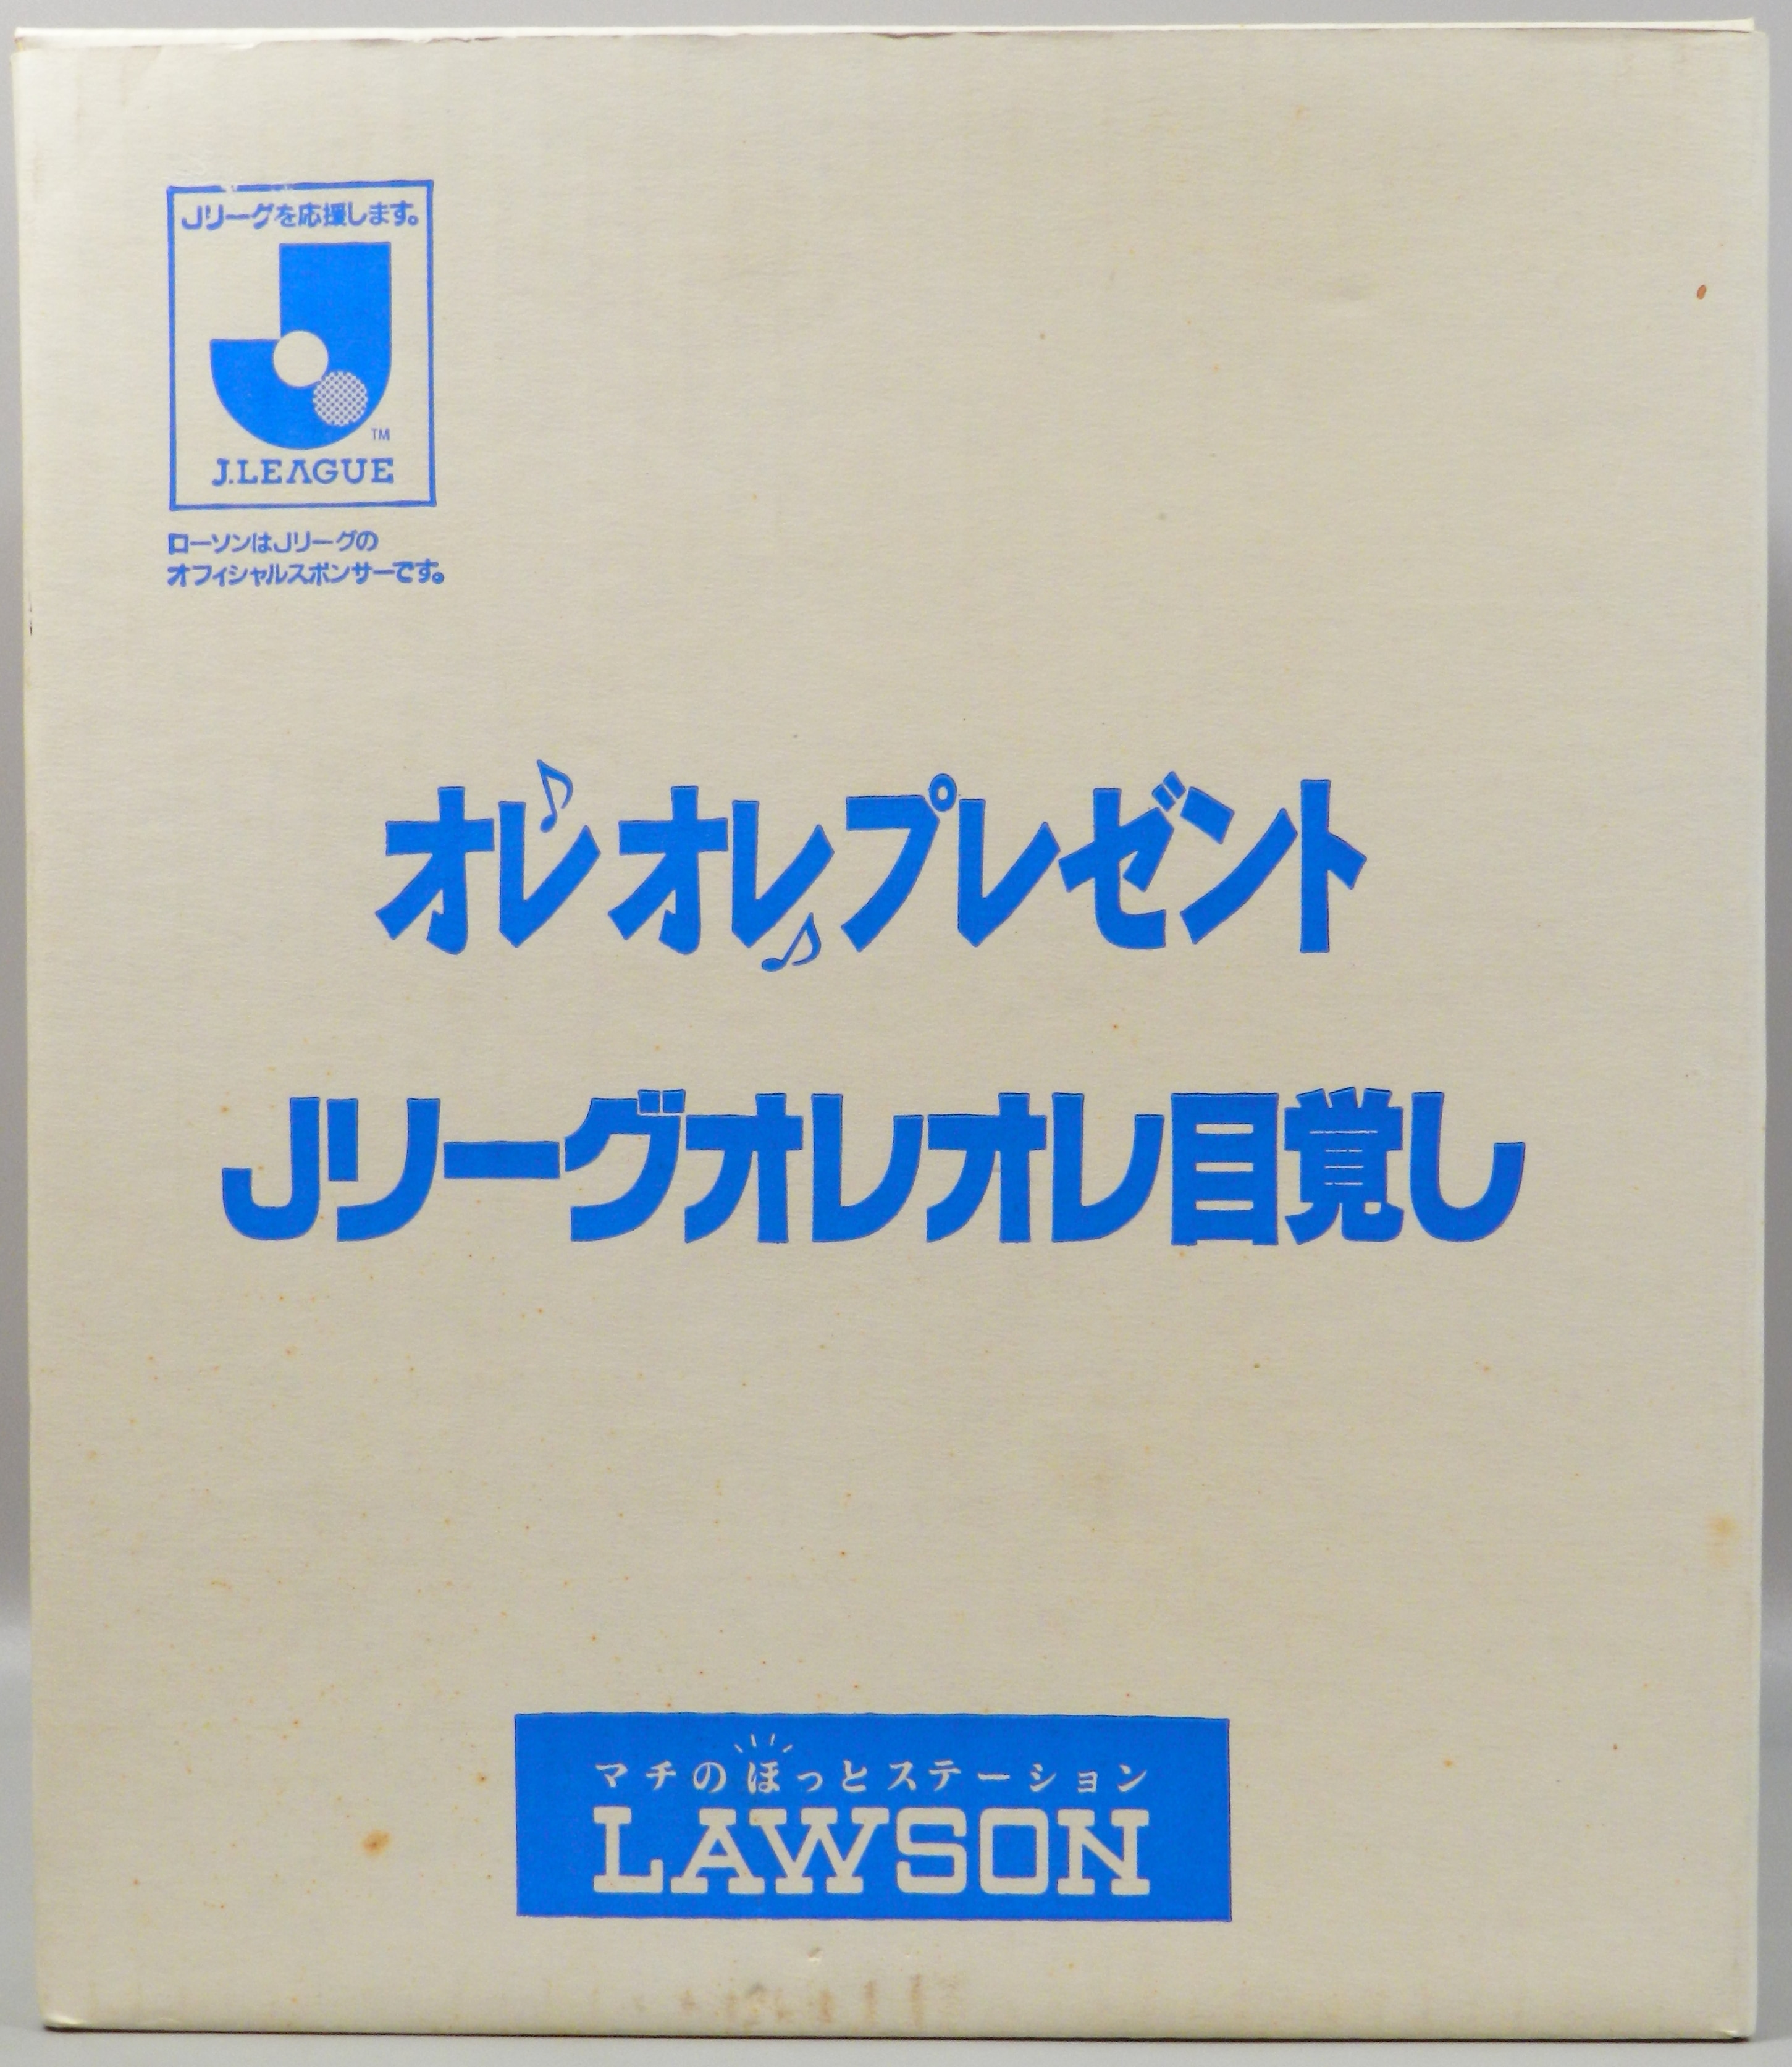 Jリーグを応援します。
TM
J.LEAGUE
ローソンはJリーグの
オフィシャルスポンサーです。
オレ♪オレ♪プレゼント
Jリーグオレオレ目覚し
マチのほっとステーション
LAWSON